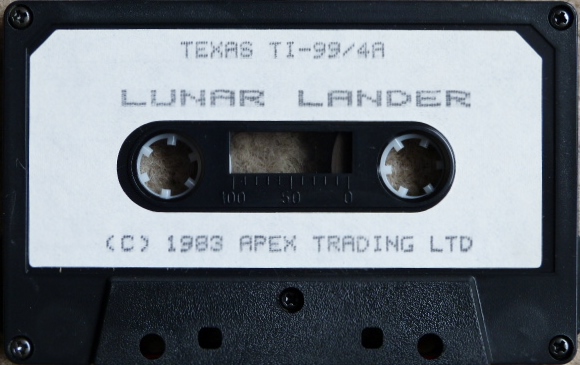 TEXAS TI-99/4A
LUNAR LANDER
100 50 0
(C) 1983 APEX TRADING LTD